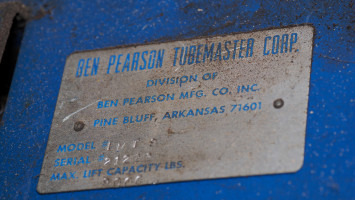 BEN PEARSON TUBEMASTER CORP.
DIVISION OF
BEN PEARSON MFG. CO. INC.
PINE BLUFF, ARKANSAS 71601
MODEL #
SERIAL #
MAX. LIFT CAPACITY LBS.